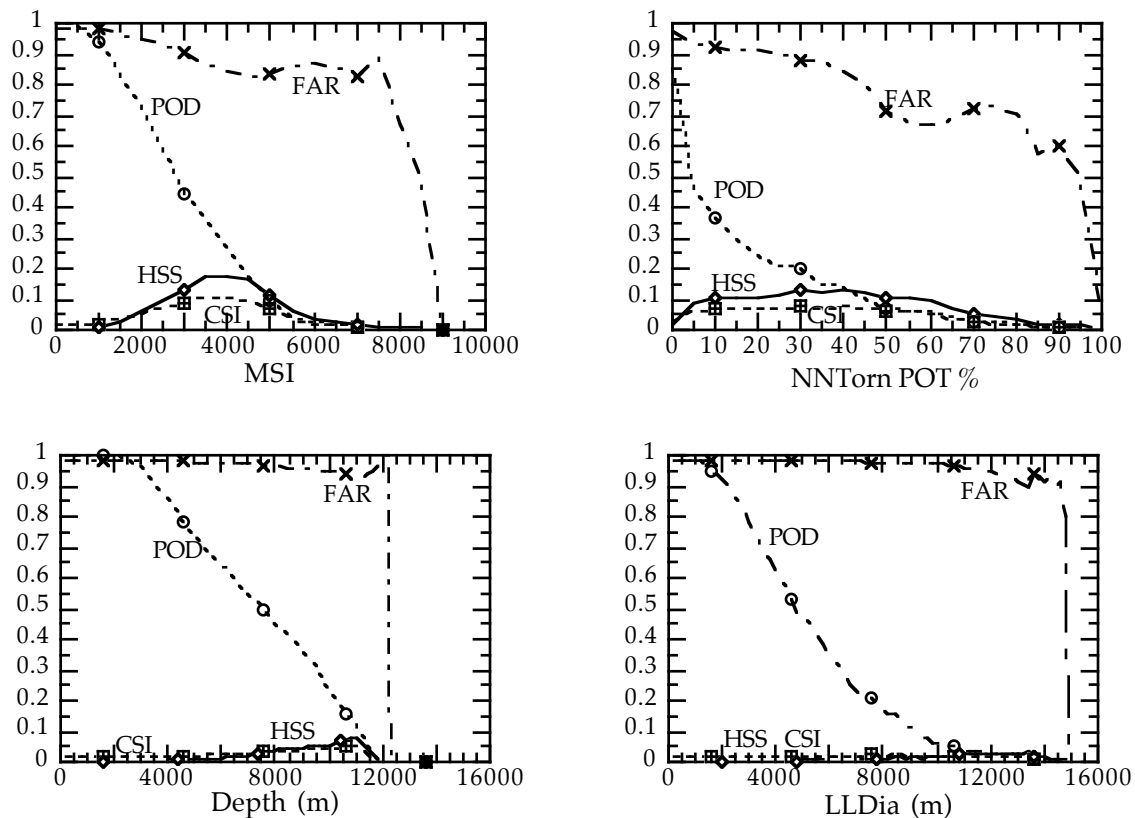 1
0.9
0.8
0.7
0.6
0.5
0.4
0.3
0.2
0.1
0
POD
FAR
HSS
CSI
0 2000 4000 6000 8000 10000
MSI
1
0.9
0.8
0.7
0.6
0.5
0.4
0.3
0.2
0.1
0
FAR
POD
HSS
CSI
0 10 20 30 40 50 60 70 80 90 100
NNTorn POT %
1
0.9
0.8
0.7
0.6
0.5
0.4
0.3
0.2
0.1
0
FAR
POD
HSS
CSI
0 4000 8000 12000 16000
Depth (m)
1
0.9
0.8
0.7
0.6
0.5
0.4
0.3
0.2
0.1
0
FAR
POD
HSS CSI
0 4000 8000 12000 16000
LLDia (m)